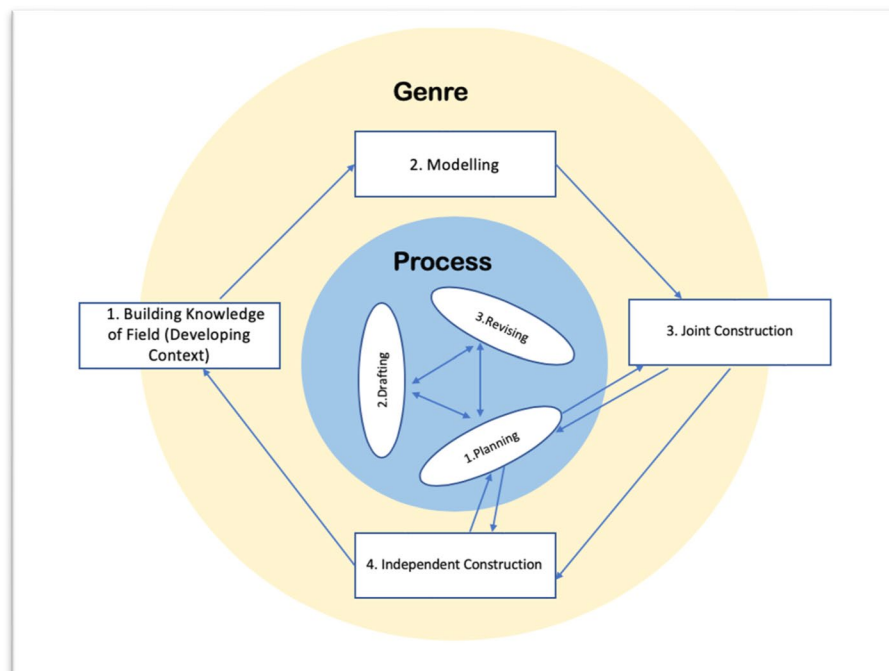 Genre
2. Modelling
Process
1. Building Knowledge
of Field (Developing
Context)
3.Revising
3. Joint Construction
2.Drafting
1.Planning
4. Independent Construction